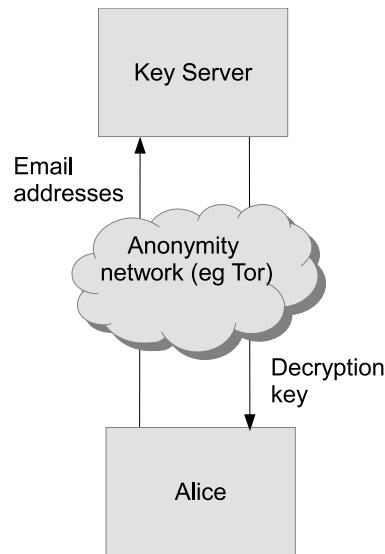 Key Server
Email
addresses
Anonymity
network (eg Tor)
Decryption
key
Alice